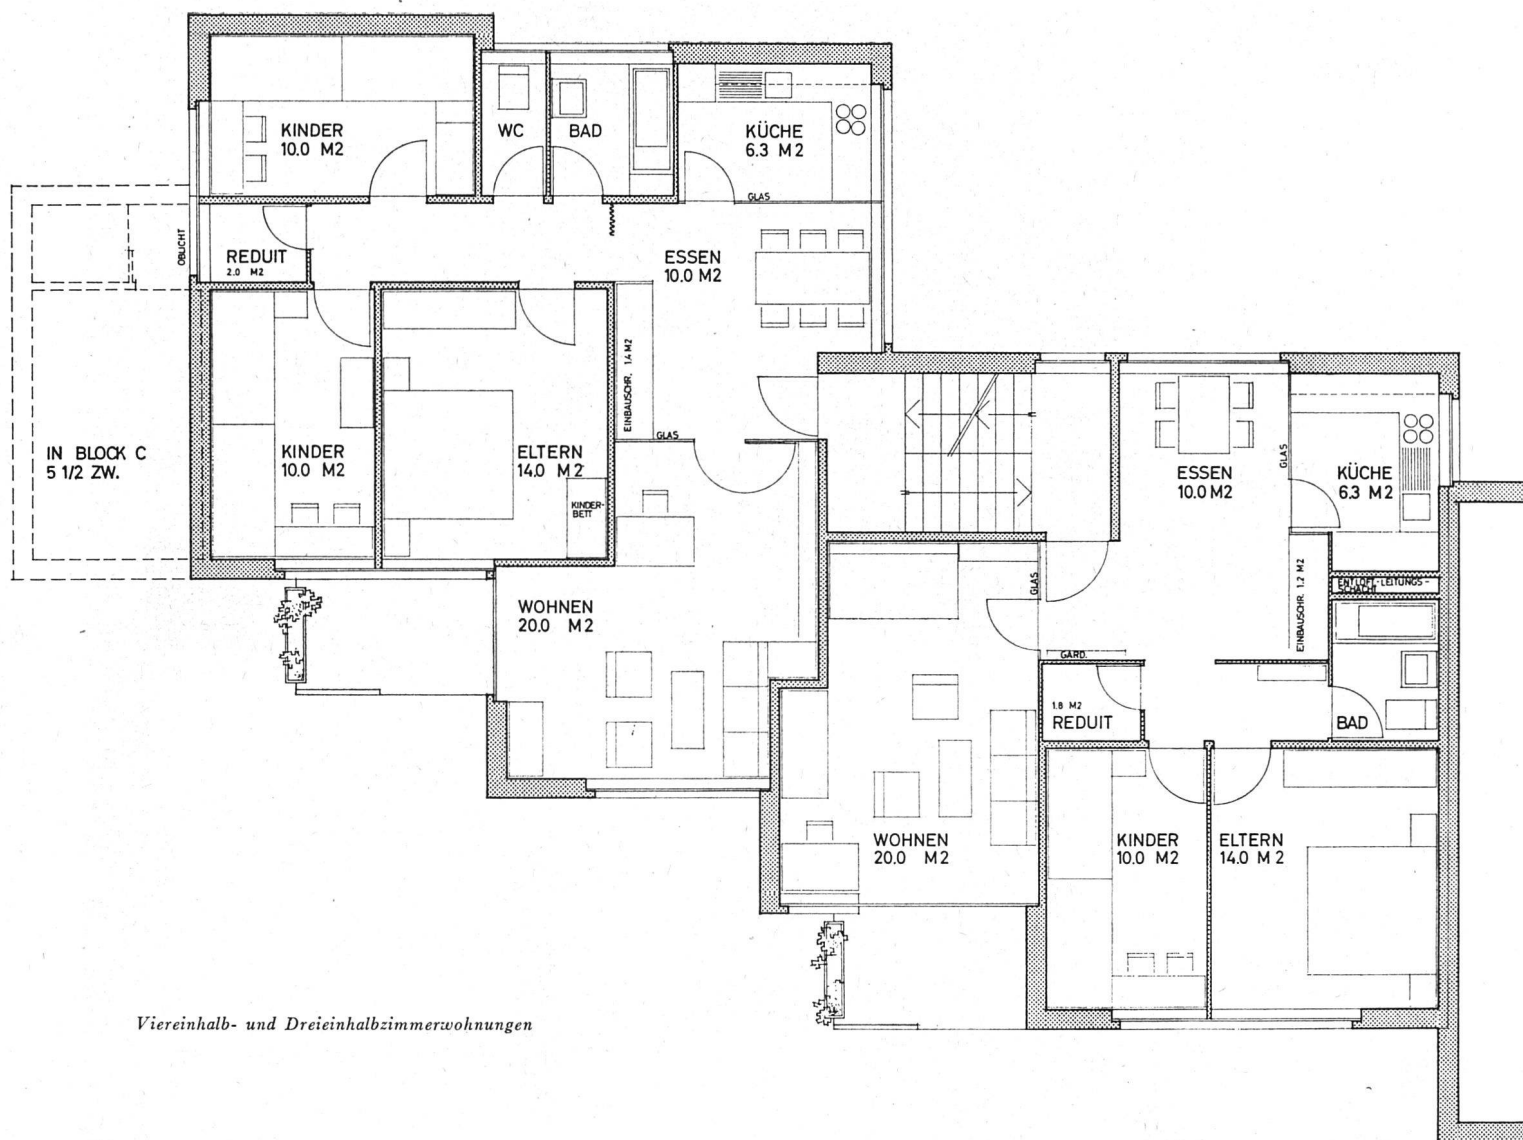 KINDER
10.0 M2
WC
BAD
KÜCHE
6.3 M2
GLAS
OBLICHT
REDUIT
2.0 M2
ESSEN
10.0 M2
EINBAUSCHR. 1.4 M2
GLAS
IN BLOCK C
5 1/2 ZW.
KINDER
10.0 M2
ELTERN
14.0 M2
KINDER-
BETT
WOHNEN
20.0 M2
ESSEN
10.0 M2
GLAS
KÜCHE
6.3 M2
GLAS
EINBAUSCHR. 1.2 M2
ENTLÜFT-LEITUNGS-
SCHACHT
GARD.
1.8 M2
REDUIT
BAD
WOHNEN
20.0 M2
KINDER
10.0 M2
ELTERN
14.0 M2
Viereinhalb- und Dreieinhalbzimmerwohnungen